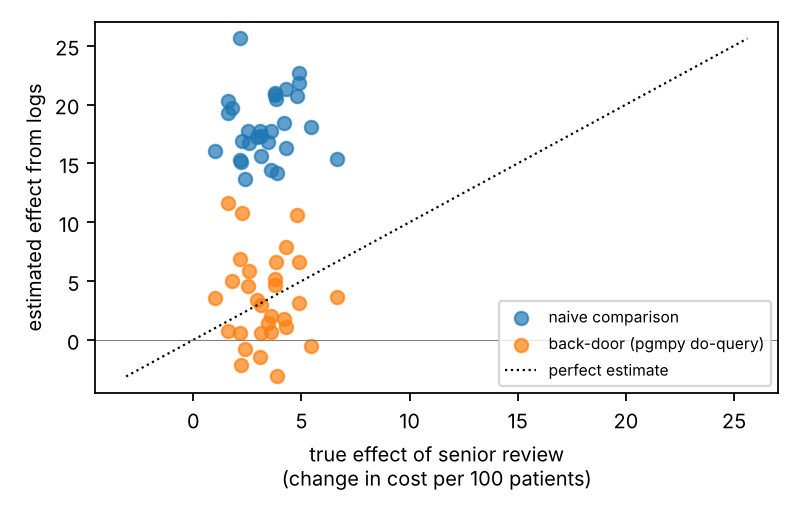 25
20
15
10
5
0
estimated effect from logs
naive comparison
back-door (pgmpy do-query)
perfect estimate
0 5 10 15 20 25
true effect of senior review
(change in cost per 100 patients)